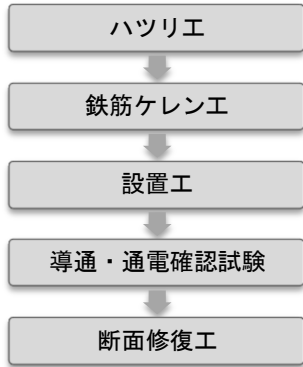 ハツリエ
鉄筋ケレン工
設置工
導通・通電確認試験
断面修復工